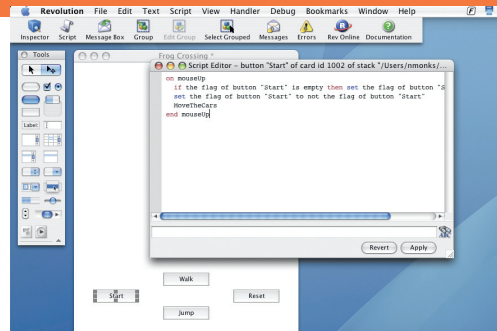 Revolution File Edit Text Script View Handler Debug Bookmarks Window Help
Inspector Script Message Box Group Edit Group Select Grouped Messages Errors Rev Online Documentation
Tools
Frog Crossing *
Script Editor - button "Start" of card id 1002 of stack "/Users/nmonks/...
on mouseUp
if the flag of button "Start" is empty then set the flag of button "S
set the flag of button "Start" to not the flag of button "Start"
MoveTheCars
end mouseUp
Label:
Revert Apply
Walk
Start Reset
Jump